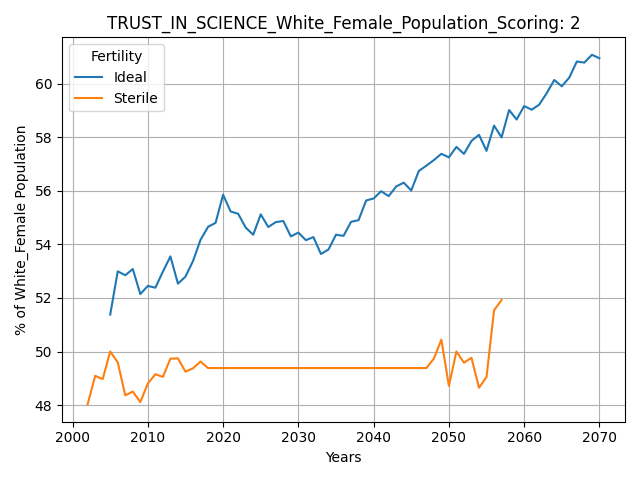 TRUST_IN_SCIENCE_White_Female_Population_Scoring: 2
Fertility
Ideal
Sterile
% of White_Female Population
60
58
56
54
52
50
48
2000 2010 2020 2030 2040 2050 2060 2070
Years